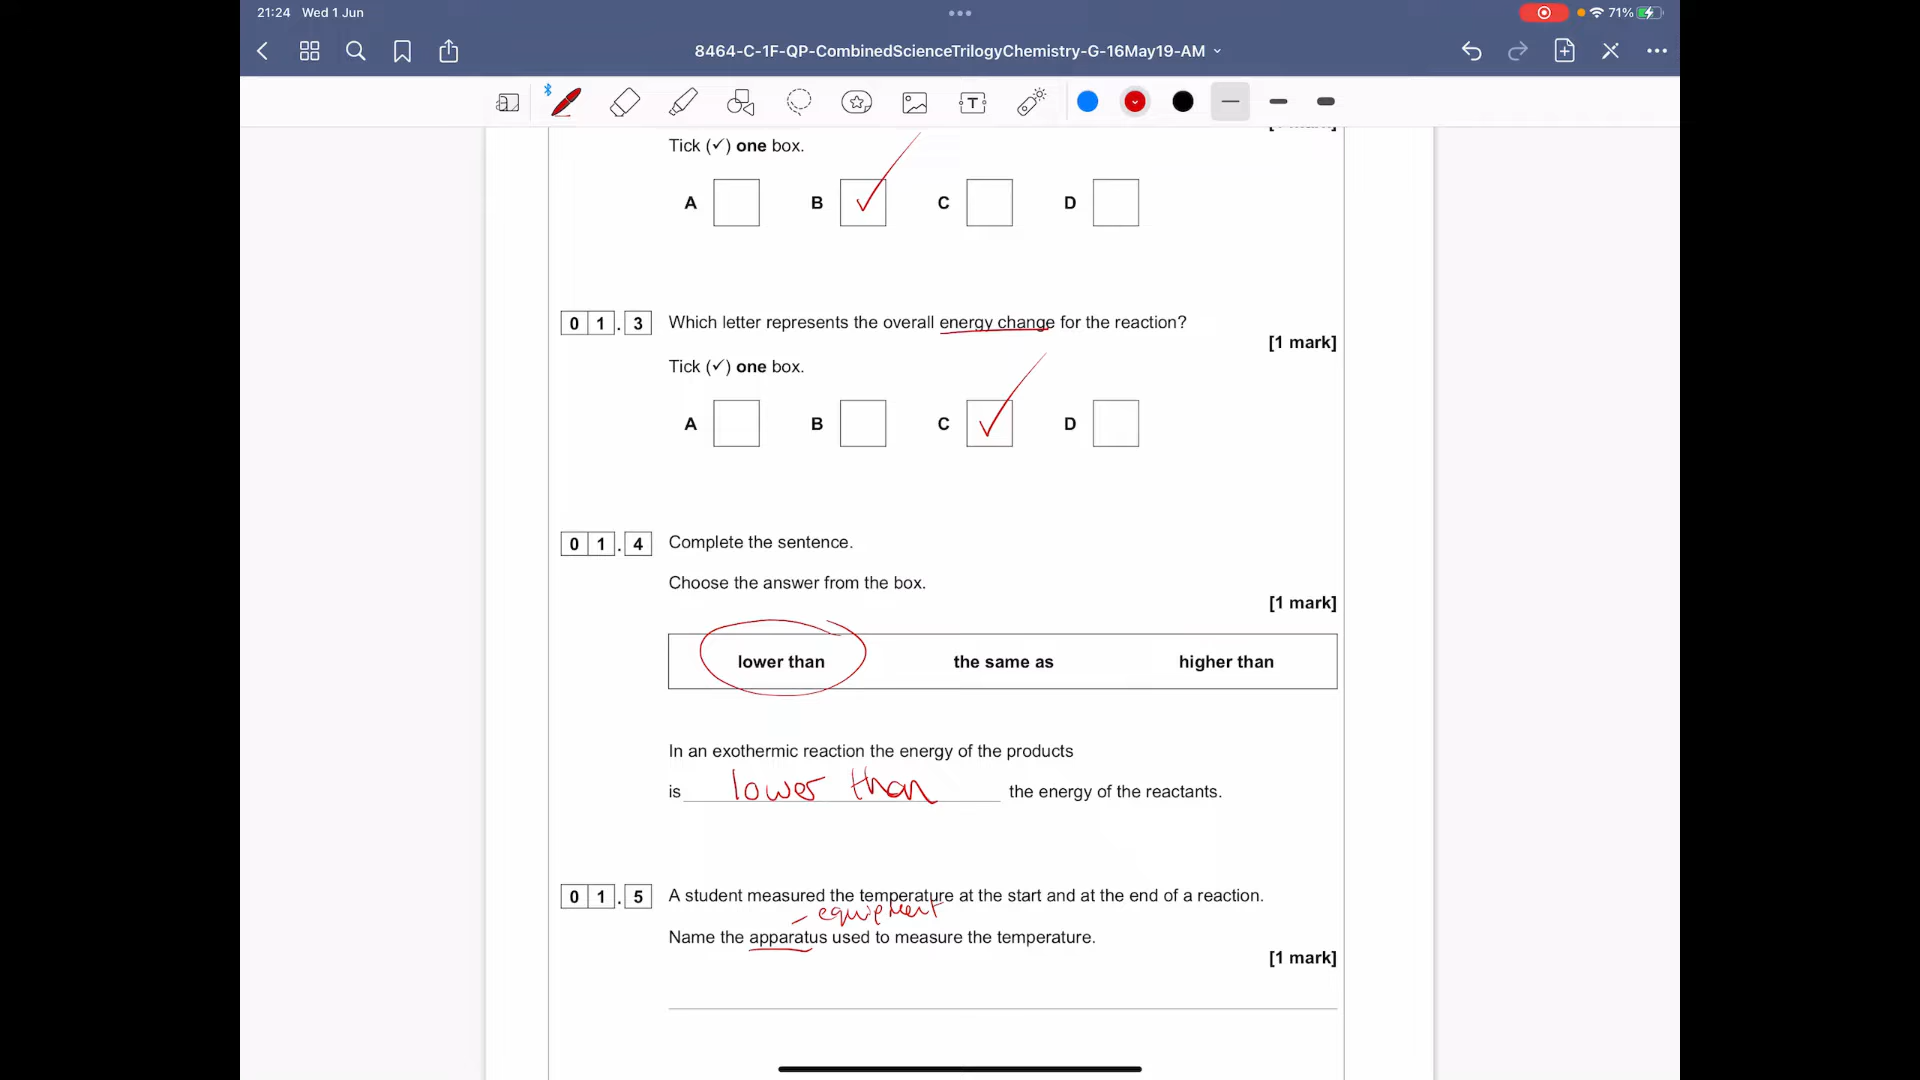 21:24 Wed 1 Jun
71%
8464-C-1F-QP-CombinedScienceTrilogyChemistry-G-16May19-AM
Tick (✓) one box.
A B C D
0 1 . 3 Which letter represents the overall energy change for the reaction?
[1 mark]
Tick (✓) one box.
A B C D
0 1 . 4 Complete the sentence.
Choose the answer from the box.
[1 mark]
lower than the same as higher than
In an exothermic reaction the energy of the products
is lower than the energy of the reactants.
0 1 . 5 A student measured the temperature at the start and at the end of a reaction.
- equipment
Name the apparatus used to measure the temperature.
[1 mark]